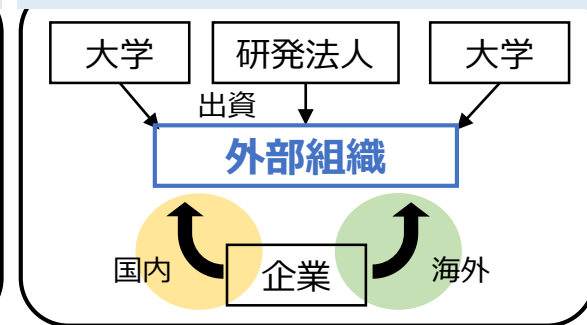 大学
研発法人
大学
出資
外部組織
国内
企業
海外